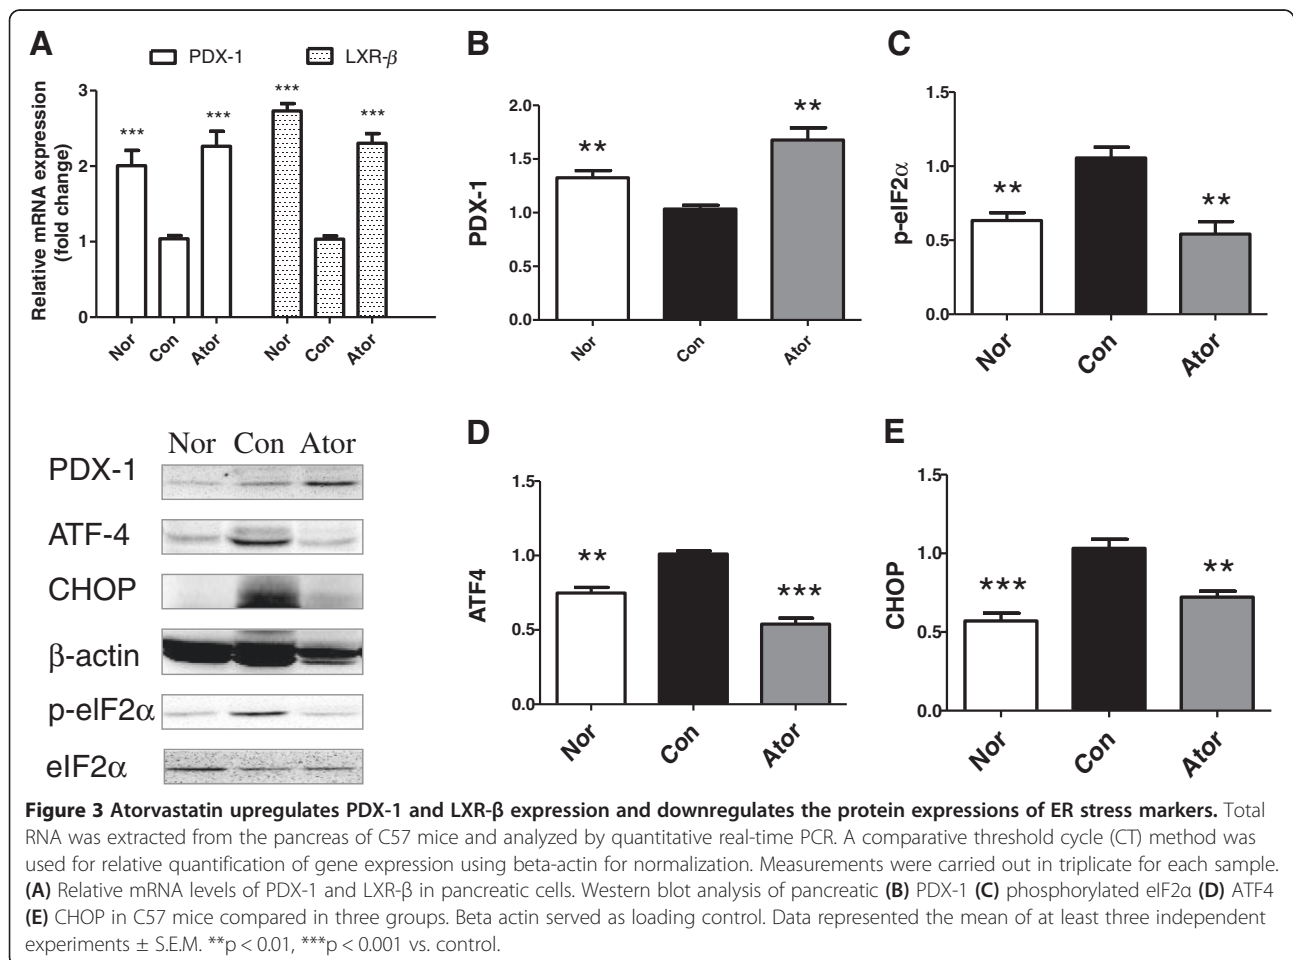 A
PDX-1 LXR-β
Relative mRNA expression
(fold change)
3
2
1
0
*** *** *** ***
Nor Con Ator Nor Con Ator
B
PDX-1
2.0
1.5
1.0
0.5
0.0
** **
Nor Con Ator
C
p-eIF2α
1.5
1.0
0.5
0.0
** **
Nor Con Ator
Nor Con Ator
PDX-1
ATF-4
CHOP
β-actin
p-eIF2α
eIF2α
D
ATF4
1.5
1.0
0.5
0.0
** ***
Nor Con Ator
E
CHOP
1.5
1.0
0.5
0.0
*** **
Nor Con Ator
Figure 3 Atorvastatin upregulates PDX-1 and LXR-β expression and downregulates the protein expressions of ER stress markers. Total
RNA was extracted from the pancreas of C57 mice and analyzed by quantitative real-time PCR. A comparative threshold cycle (CT) method was
used for relative quantification of gene expression using beta-actin for normalization. Measurements were carried out in triplicate for each sample.
(A) Relative mRNA levels of PDX-1 and LXR-β in pancreatic cells. Western blot analysis of pancreatic (B) PDX-1 (C) phosphorylated eIF2α (D) ATF4
(E) CHOP in C57 mice compared in three groups. Beta actin served as loading control. Data represented the mean of at least three independent
experiments ± S.E.M. **p < 0.01, ***p < 0.001 vs. control.